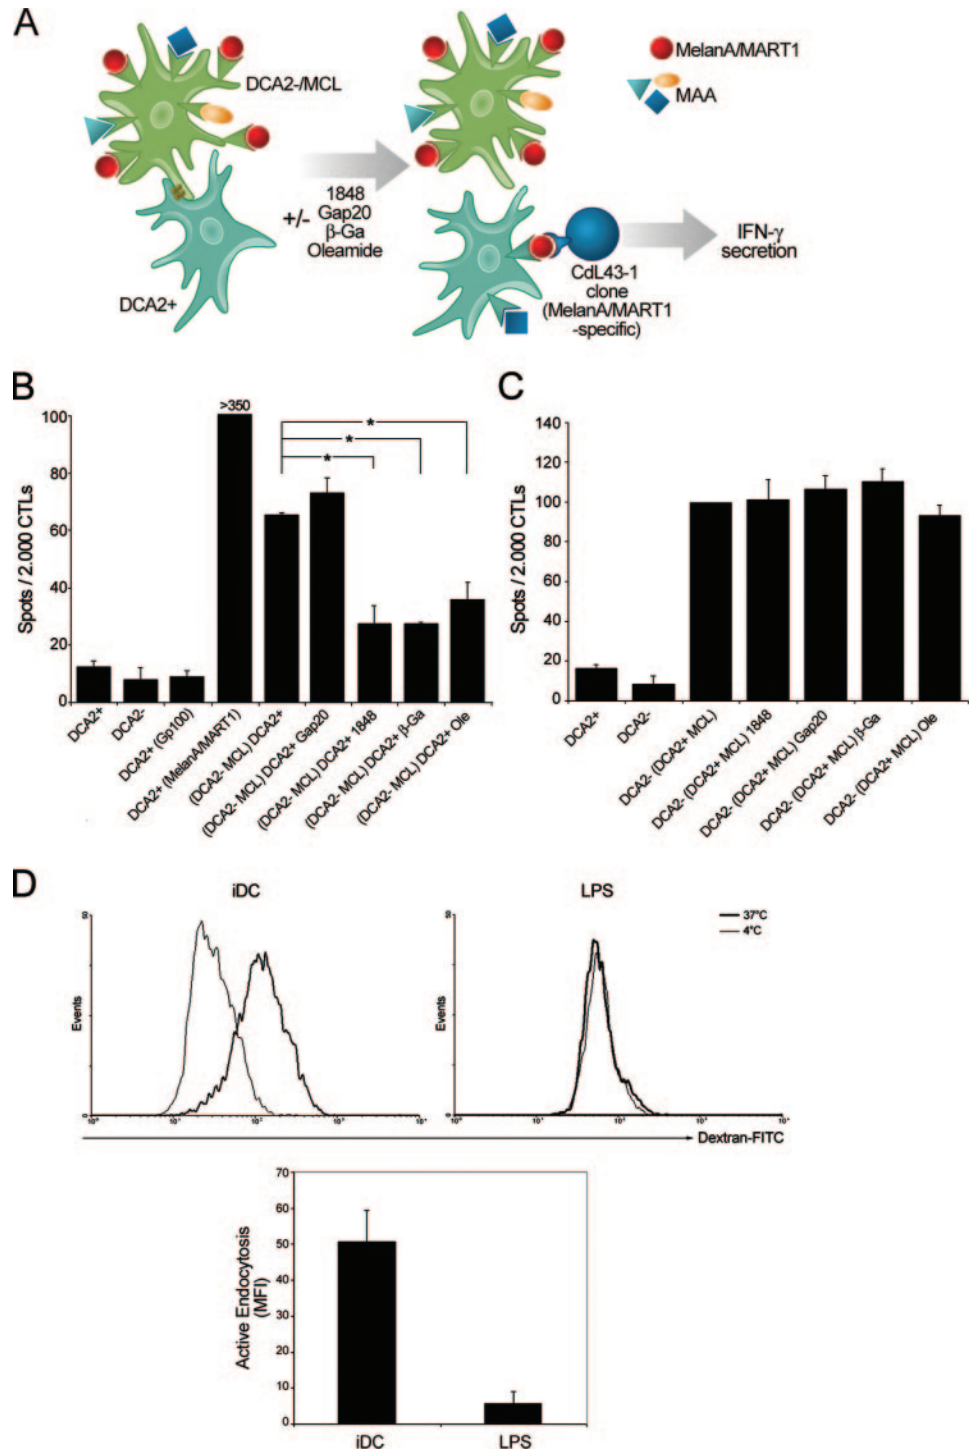 A
DCA2-/MCL
DCA2+
+/-
1848
Gap20
β-Ga
Oleamide
MelanA/MART1
MAA
CdL43-1
clone
(MelanA/MART1
-specific)
IFN-γ
secretion
B
Spots / 2.000 CTLs
100
80
60
40
20
0
>350
*
*
*
DCA2+
DCA2-
DCA2+ (Gp100)
DCA2+ (MelanA/MART1)
(DCA2- MCL) DCA2+
(DCA2- MCL) DCA2+ Gap20
(DCA2- MCL) DCA2+ 1848
(DCA2- MCL) DCA2+ β-Ga
(DCA2- MCL) DCA2+ Ole
C
Spots / 2.000 CTLs
140
120
100
80
60
40
20
0
DCA2+
DCA2-
DCA2- (DCA2+ MCL)
DCA2- (DCA2+ MCL) 1848
DCA2- (DCA2+ MCL) Gap20
DCA2- (DCA2+ MCL) β-Ga
DCA2- (DCA2+ MCL) Ole
D
iDC
LPS
37°C
4°C
Events
Events
Dextran-FITC
Active Endocytosis
(MFI)
70
60
50
40
30
20
10
0
iDC
LPS